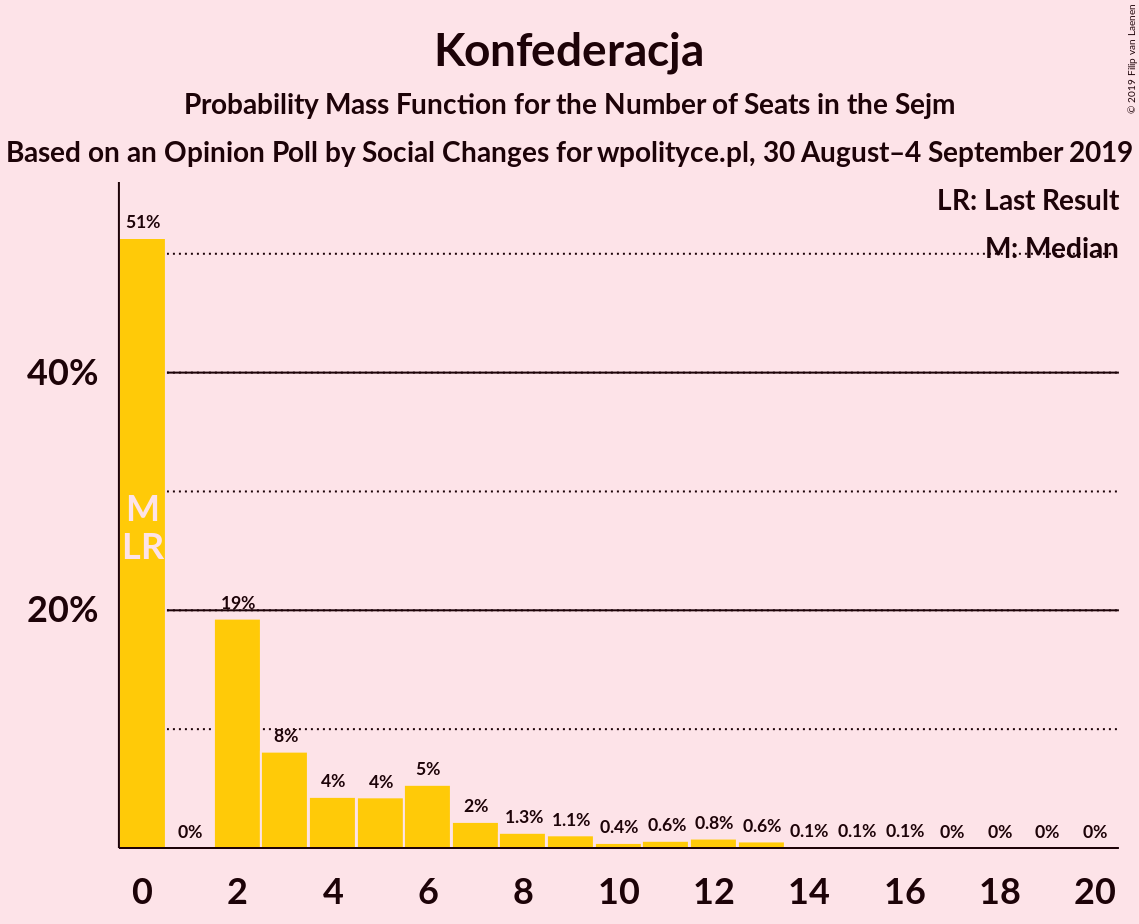 Konfederacja
Probability Mass Function for the Number of Seats in the Sejm
Based on an Opinion Poll by Social Changes for wpolityce.pl, 30 August–4 September 2019
© 2019 Filip van Laenen
LR: Last Result
M: Median
40%
20%
51%
M
LR
0%
19%
8%
4%
4%
5%
2%
1.3%
1.1%
0.4%
0.6%
0.8%
0.6%
0.1%
0.1%
0.1%
0%
0%
0%
0%
0 2 4 6 8 10 12 14 16 18 20